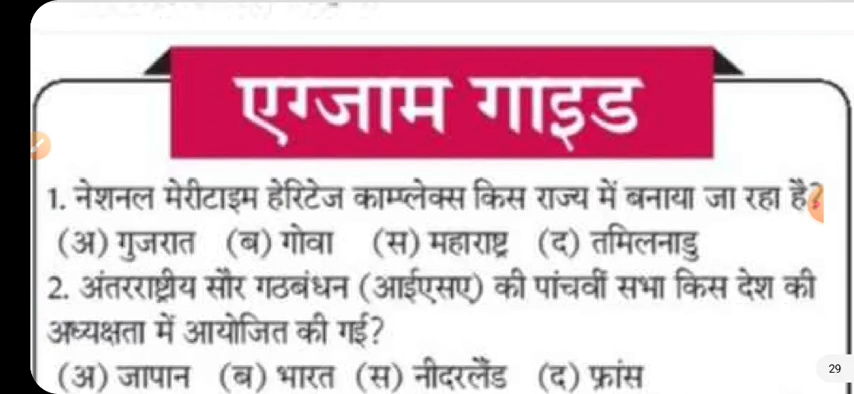 एग्जाम गाइड
1. नेशनल मेरीटाइम हेरिटेज काम्प्लेक्स किस राज्य में बनाया जा रहा है?
(अ) गुजरात (ब) गोवा (स) महाराष्ट्र (द) तमिलनाडु
2. अंतरराष्ट्रीय सौर गठबंधन (आईएसए) की पांचवीं सभा किस देश की
अध्यक्षता में आयोजित की गई?
(अ) जापान (ब) भारत (स) नीदरलैंड (द) फ्रांस
29